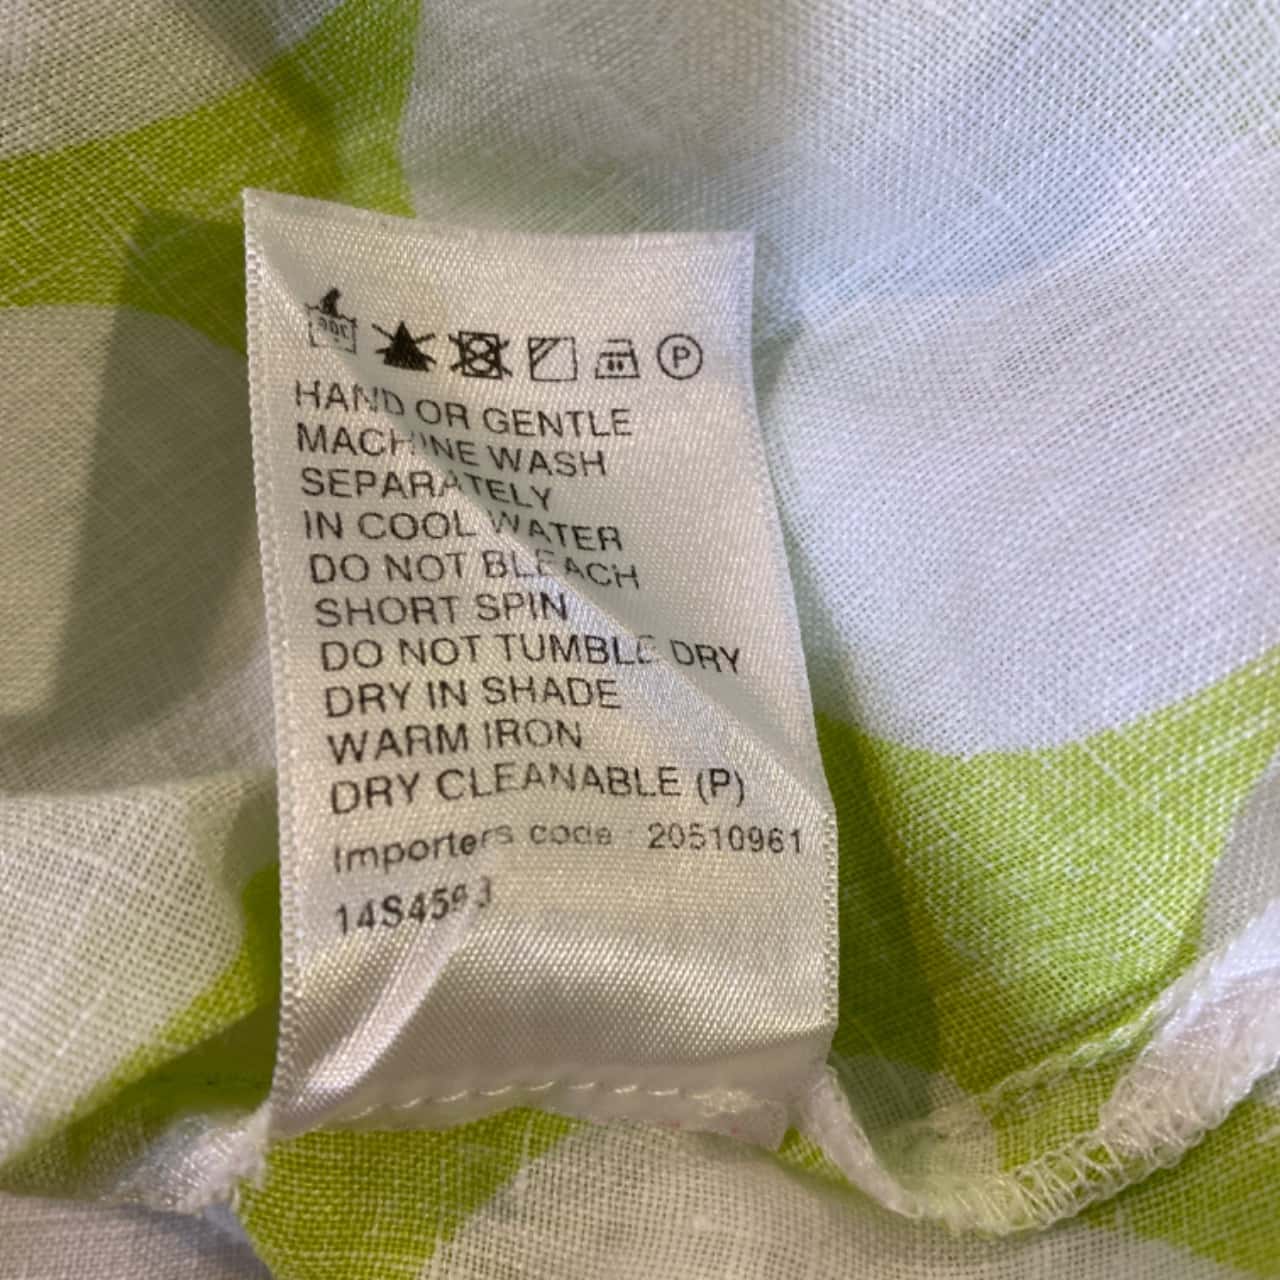 30C
P
HAND OR GENTLE
MACHINE WASH
SEPARATELY
IN COOL WATER
DO NOT BLEACH
SHORT SPIN
DO NOT TUMBLE DRY
DRY IN SHADE
WARM IRON
DRY CLEANABLE (P)
Importers code 20510961